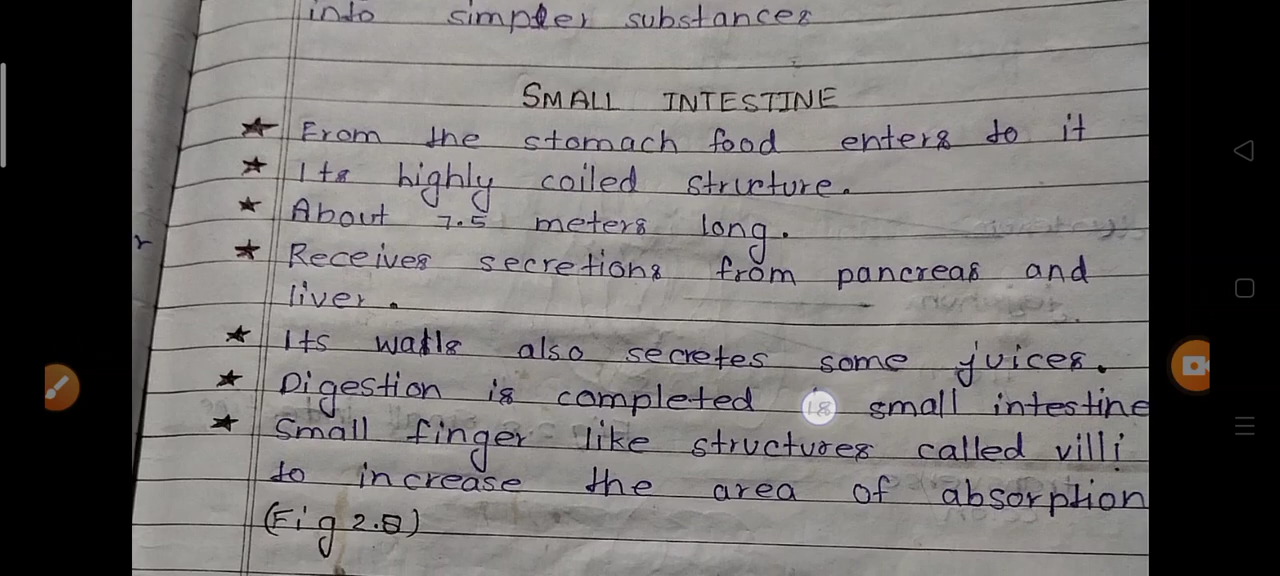 into simpler substances
SMALL INTESTINE
★ From the stomach food enters to it
★ Its highly coiled structure.
★ About 7.5 meters long.
★ Receives secretions from pancreas and
liver.
★ Its walls also secretes some juices.
★ Digestion is completed is small intestine
★ Small finger like structures called villi
to increase the area of absorption
(Fig 2.8)